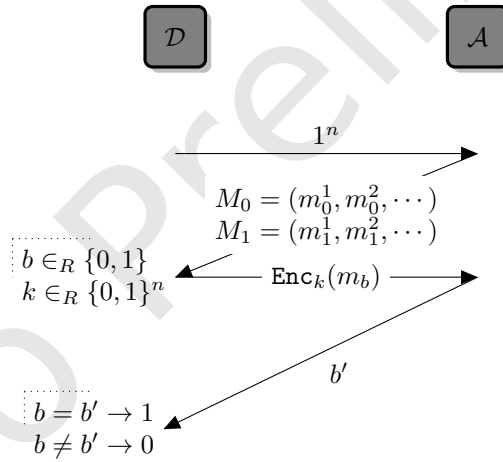 𝒟 𝒜
1^n
M_0 = (m_0^1, m_0^2, ⋯)
M_1 = (m_1^1, m_1^2, ⋯)
b ∈_R {0, 1}
k ∈_R {0, 1}^n
Enc_k(m_b)
b′
b = b′ → 1
b ≠ b′ → 0